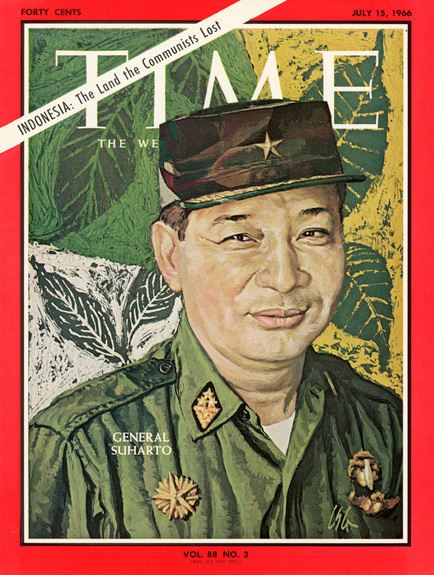 FORTY CENTS
JULY 15, 1966
INDONESIA: The Land the Communists Lost
TIME
THE WE
GENERAL
SUHARTO
VOL. 88 NO. 3